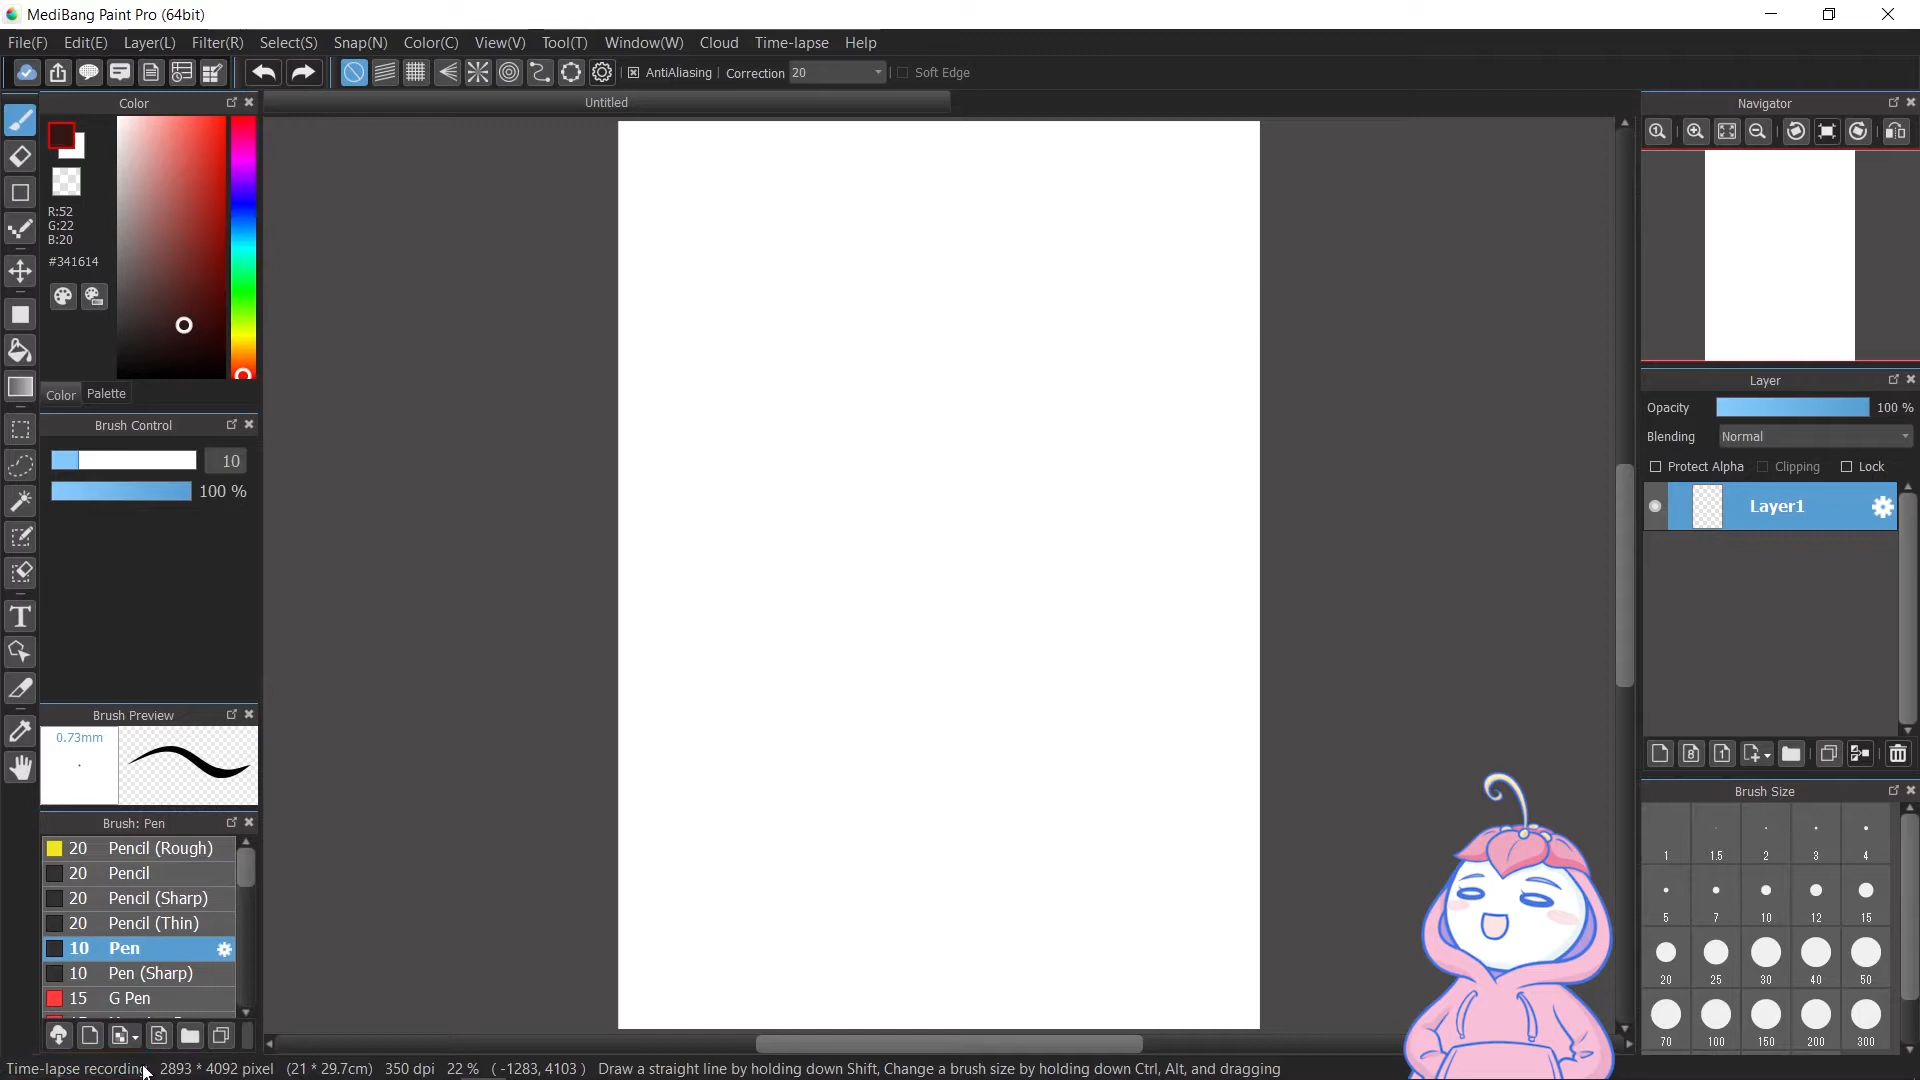 MediBang Paint Pro (64bit)
File(F) Edit(E) Layer(L) Filter(R) Select(S) Snap(N) Color(C) View(V) Tool(T) Window(W) Cloud Time-lapse Help
AntiAliasing Correction 20 Soft Edge
Color
Untitled
Navigator
R:52
G:22
B:20
#341614
Color Palette
Brush Control
10
100 %
Layer
Opacity 100 %
Blending Normal
Protect Alpha Clipping Lock
Layer1
Brush Preview
0.73mm
Brush: Pen
20 Pencil (Rough)
20 Pencil
20 Pencil (Sharp)
20 Pencil (Thin)
10 Pen
10 Pen (Sharp)
15 G Pen
Brush Size
1 1.5 2 3 4
5 7 10 12 15
20 25 30 40 50
70 100 150 200 300
Time-lapse recording 2893 * 4092 pixel (21 * 29.7cm) 350 dpi 22 % ( -1283, 4103 ) Draw a straight line by holding down Shift, Change a brush size by holding down Ctrl, Alt, and dragging